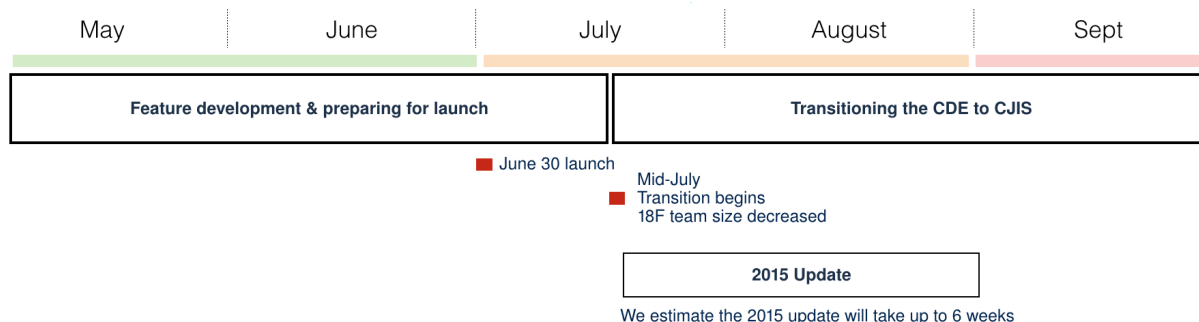 May June July August Sept
Feature development & preparing for launch Transitioning the CDE to CJIS
June 30 launch
Mid-July
Transition begins
18F team size decreased
2015 Update
We estimate the 2015 update will take up to 6 weeks